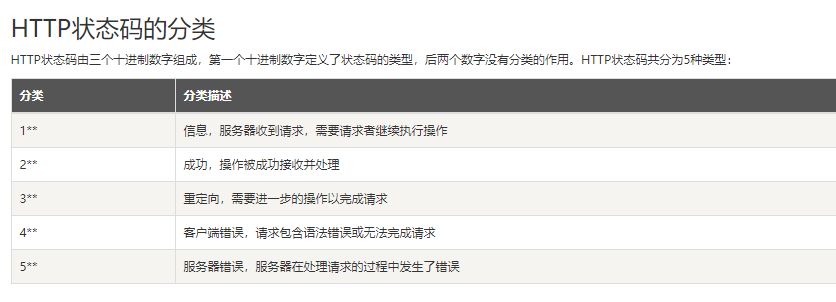 HTTP状态码的分类
HTTP状态码由三个十进制数字组成，第一个十进制数字定义了状态码的类型，后两个数字没有分类的作用。HTTP状态码共分为5种类型：
分类 分类描述
1** 信息，服务器收到请求，需要请求者继续执行操作
2** 成功，操作被成功接收并处理
3** 重定向，需要进一步的操作以完成请求
4** 客户端错误，请求包含语法错误或无法完成请求
5** 服务器错误，服务器在处理请求的过程中发生了错误